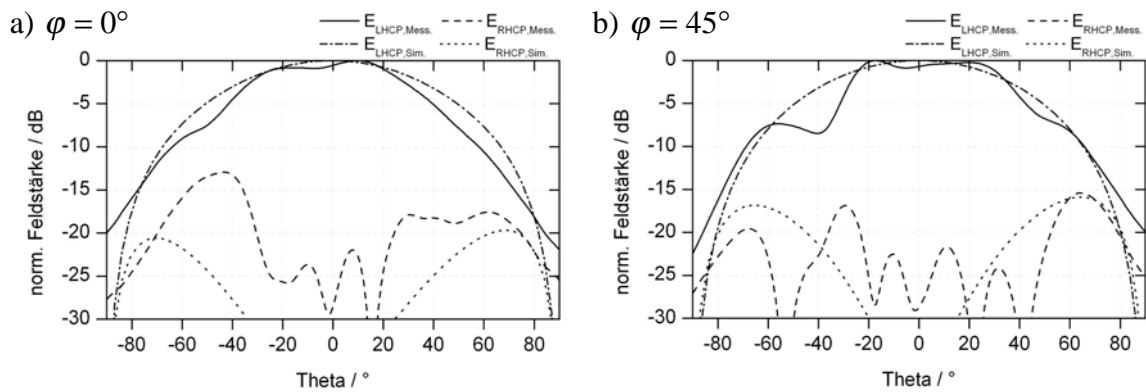 a) φ = 0°
E_LHCP,Mess. E_RHCP,Mess.
E_LHCP,Sim. E_RHCP,Sim.
0
-5
-10
-15
-20
-25
-30
norm. Feldstärke / dB
-80 -60 -40 -20 0 20 40 60 80
Theta / °
b) φ = 45°
E_LHCP,Mess. E_RHCP,Mess.
E_LHCP,Sim. E_RHCP,Sim.
0
-5
-10
-15
-20
-25
-30
norm. Feldstärke / dB
-80 -60 -40 -20 0 20 40 60 80
Theta / °